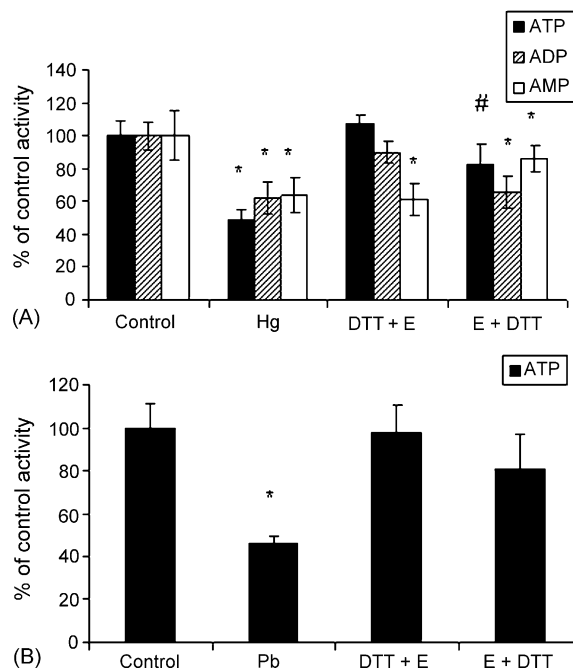 ATP
ADP
AMP
% of control activity
140
120
100
80
60
40
20
0
* * *
*
#
* *
Control Hg DTT + E E + DTT
(A)
ATP
% of control activity
120
100
80
60
40
20
0
*
Control Pb DTT + E E + DTT
(B)